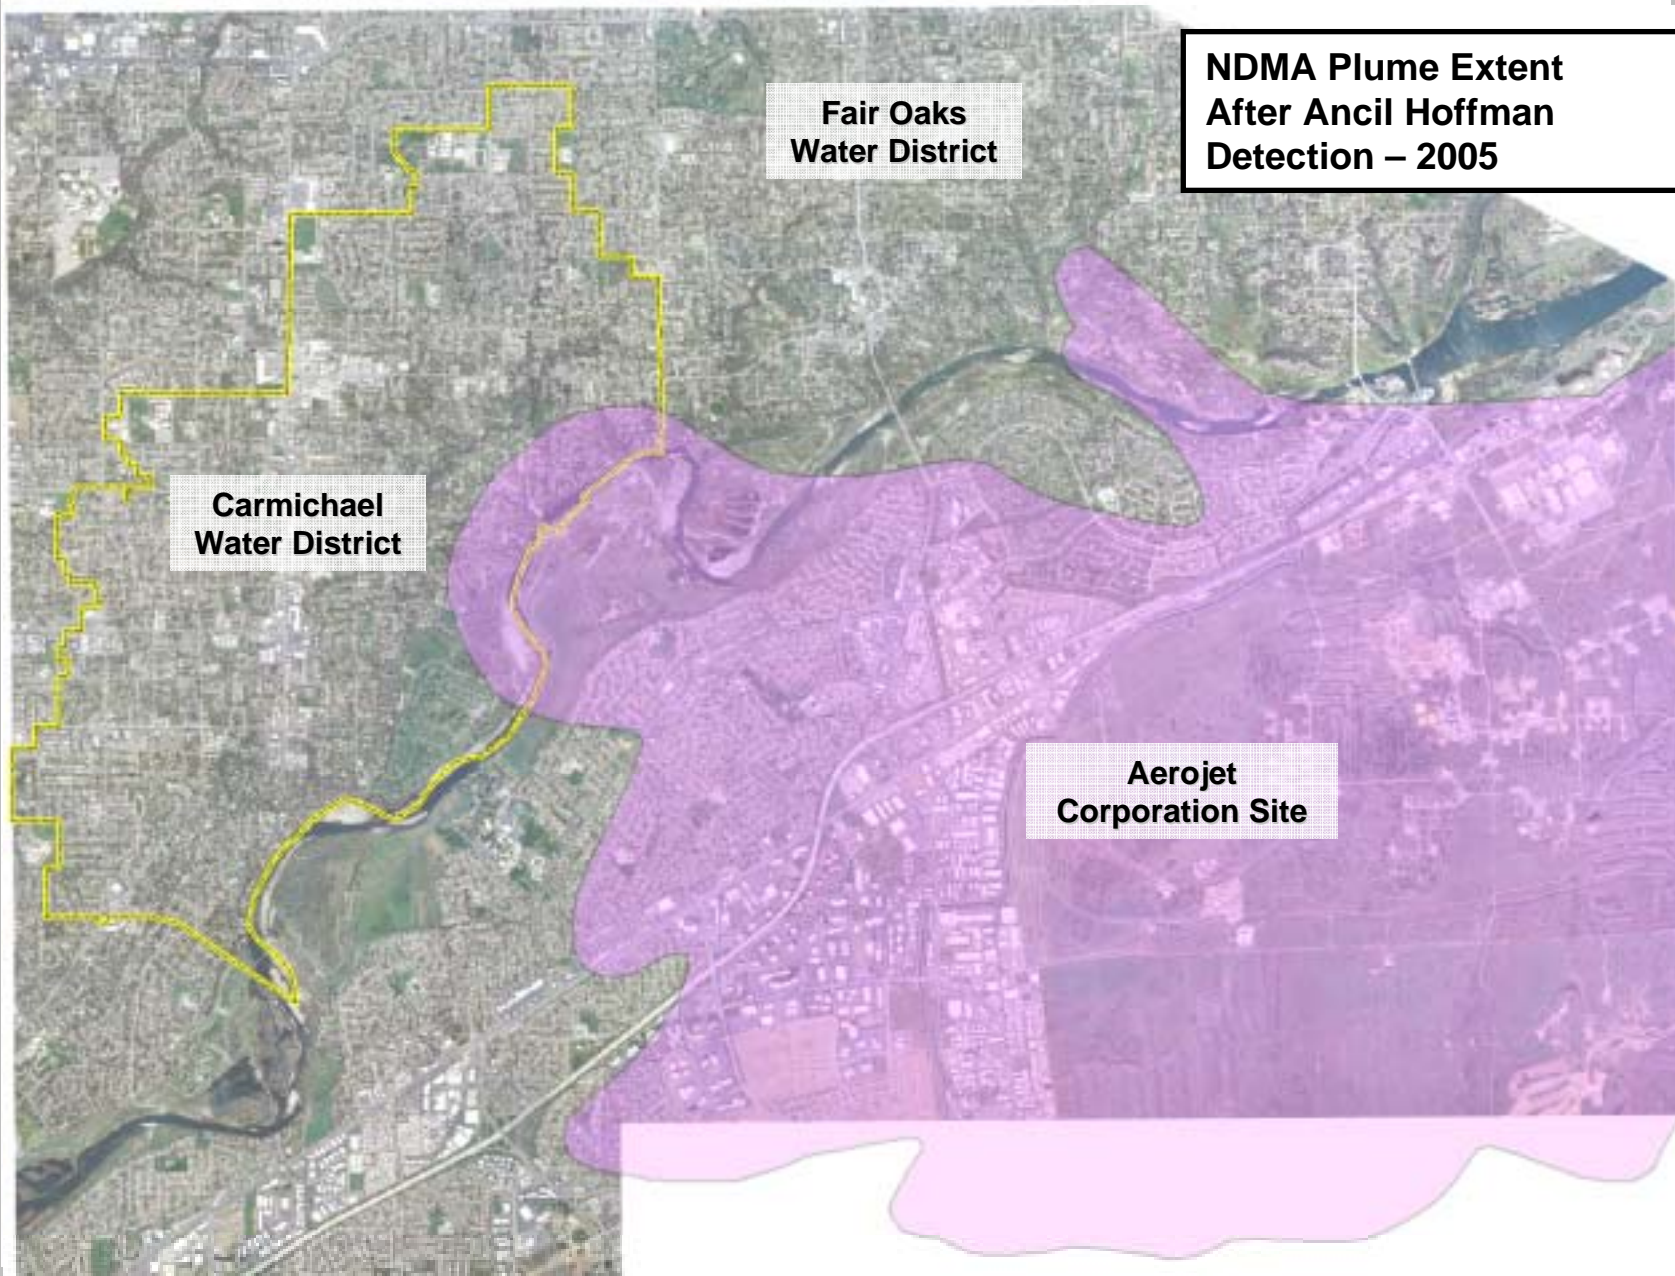 NDMA Plume Extent
After Ancil Hoffman
Detection – 2005
Fair Oaks
Water District
Carmichael
Water District
Aerojet
Corporation Site